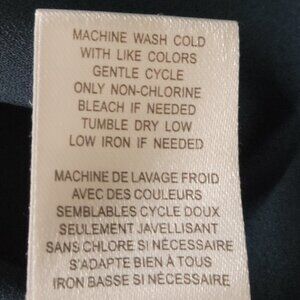 MACHINE WASH COLD
WITH LIKE COLORS
GENTLE CYCLE
ONLY NON-CHLORINE
BLEACH IF NEEDED
TUMBLE DRY LOW
LOW IRON IF NEEDED
MACHINE DE LAVAGE FROID
AVEC DES COULEURS
SEMBLABLES CYCLE DOUX
SEULEMENT JAVELLISANT
SANS CHLORE SI NÉCESSAIRE
S'ADAPTE BIEN À TOUS
IRON BASSE SI NÉCESSAIRE